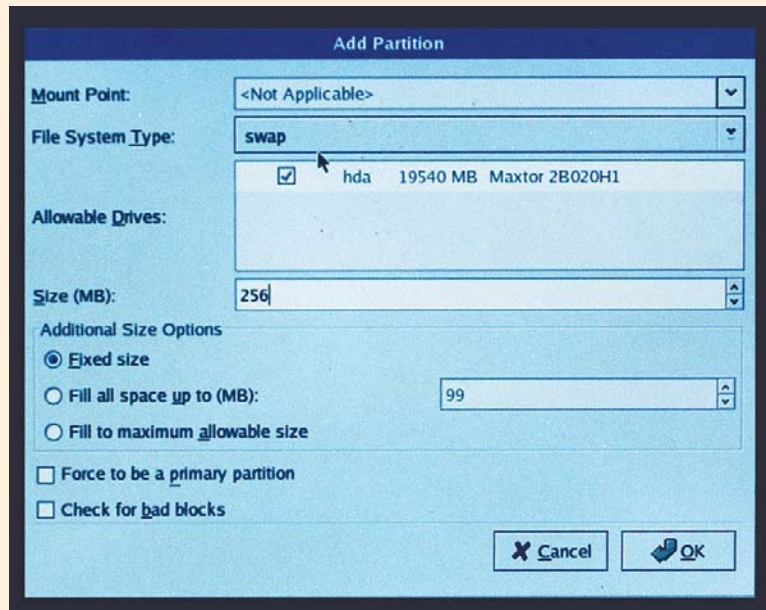 Add Partition
Mount Point: <Not Applicable>
File System Type: swap
Allowable Drives: hda 19540 MB Maxtor 2B020H1
Size (MB): 256
Additional Size Options
Fixed size
Fill all space up to (MB): 99
Fill to maximum allowable size
Force to be a primary partition
Check for bad blocks
Cancel OK